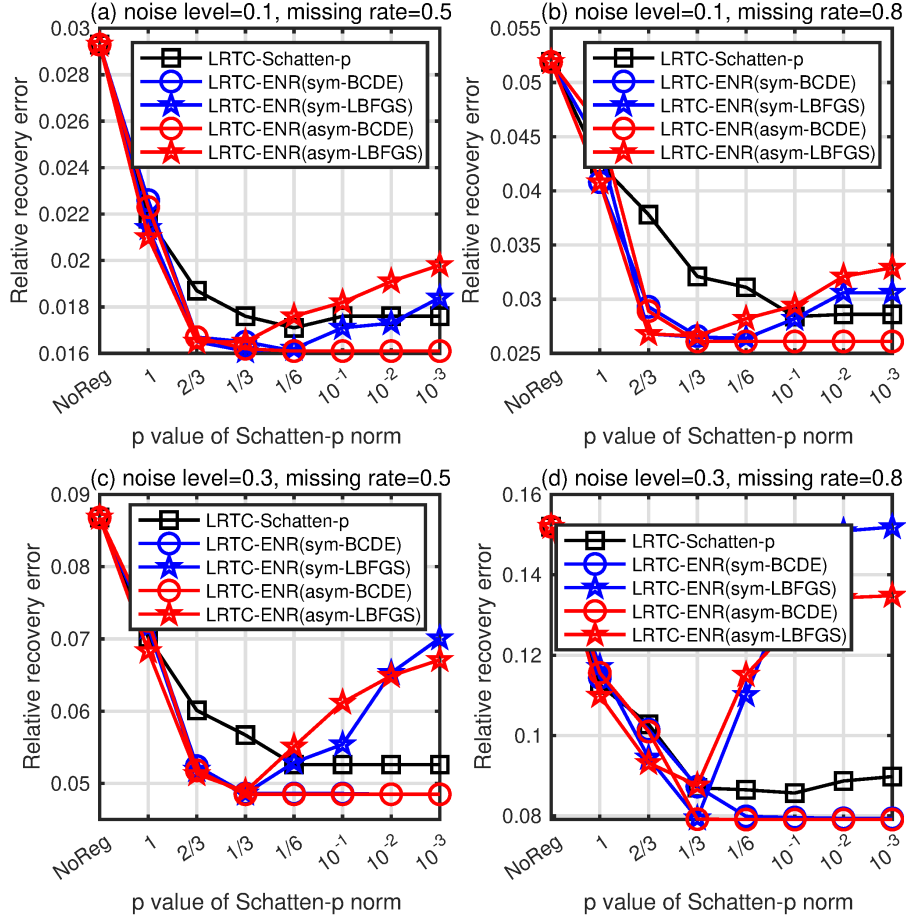 (a) noise level=0.1, missing rate=0.5
0.03
0.028
0.026
0.024
0.022
0.02
0.018
0.016
Relative recovery error
LRTC-Schatten-p
LRTC-ENR(sym-BCDE)
LRTC-ENR(sym-LBFGS)
LRTC-ENR(asym-BCDE)
LRTC-ENR(asym-LBFGS)
NoReg 1 2/3 1/3 1/6 10⁻¹ 10⁻² 10⁻³
p value of Schatten-p norm
(b) noise level=0.1, missing rate=0.8
0.055
0.05
0.045
0.04
0.035
0.03
0.025
Relative recovery error
LRTC-Schatten-p
LRTC-ENR(sym-BCDE)
LRTC-ENR(sym-LBFGS)
LRTC-ENR(asym-BCDE)
LRTC-ENR(asym-LBFGS)
NoReg 1 2/3 1/3 1/6 10⁻¹ 10⁻² 10⁻³
p value of Schatten-p norm
(c) noise level=0.3, missing rate=0.5
0.09
0.08
0.07
0.06
0.05
Relative recovery error
LRTC-Schatten-p
LRTC-ENR(sym-BCDE)
LRTC-ENR(sym-LBFGS)
LRTC-ENR(asym-BCDE)
LRTC-ENR(asym-LBFGS)
NoReg 1 2/3 1/3 1/6 10⁻¹ 10⁻² 10⁻³
p value of Schatten-p norm
(d) noise level=0.3, missing rate=0.8
0.16
0.14
0.12
0.1
0.08
Relative recovery error
LRTC-Schatten-p
LRTC-ENR(sym-BCDE)
LRTC-ENR(sym-LBFGS)
LRTC-ENR(asym-BCDE)
LRTC-ENR(asym-LBFGS)
NoReg 1 2/3 1/3 1/6 10⁻¹ 10⁻² 10⁻³
p value of Schatten-p norm